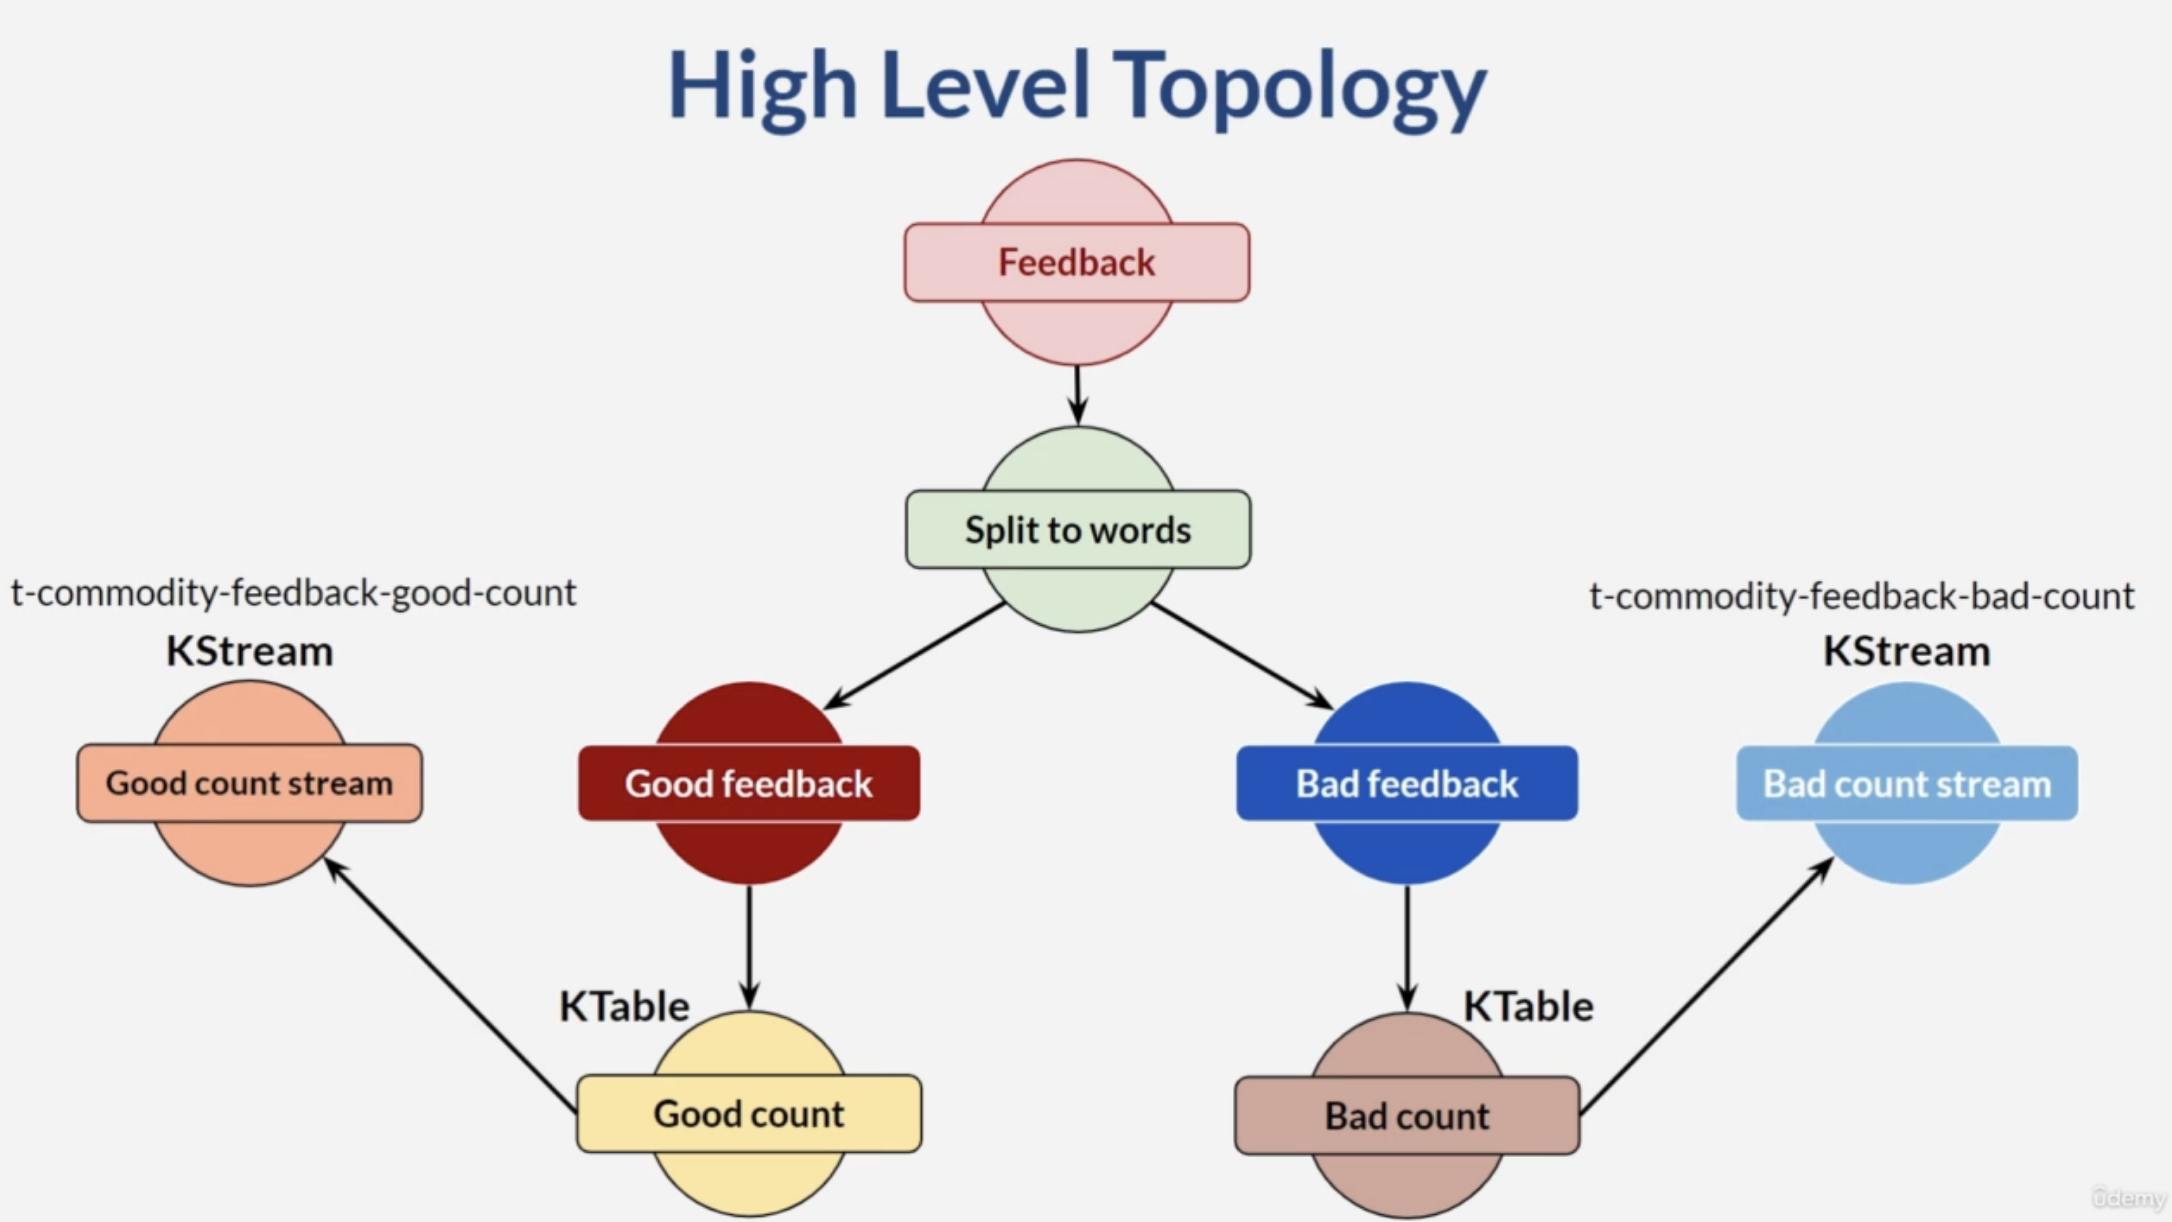 High Level Topology
Feedback
Split to words
t-commodity-feedback-good-count
t-commodity-feedback-bad-count
KStream
KStream
Good count stream
Good feedback
Bad feedback
Bad count stream
KTable
KTable
Good count
Bad count
ûdemy